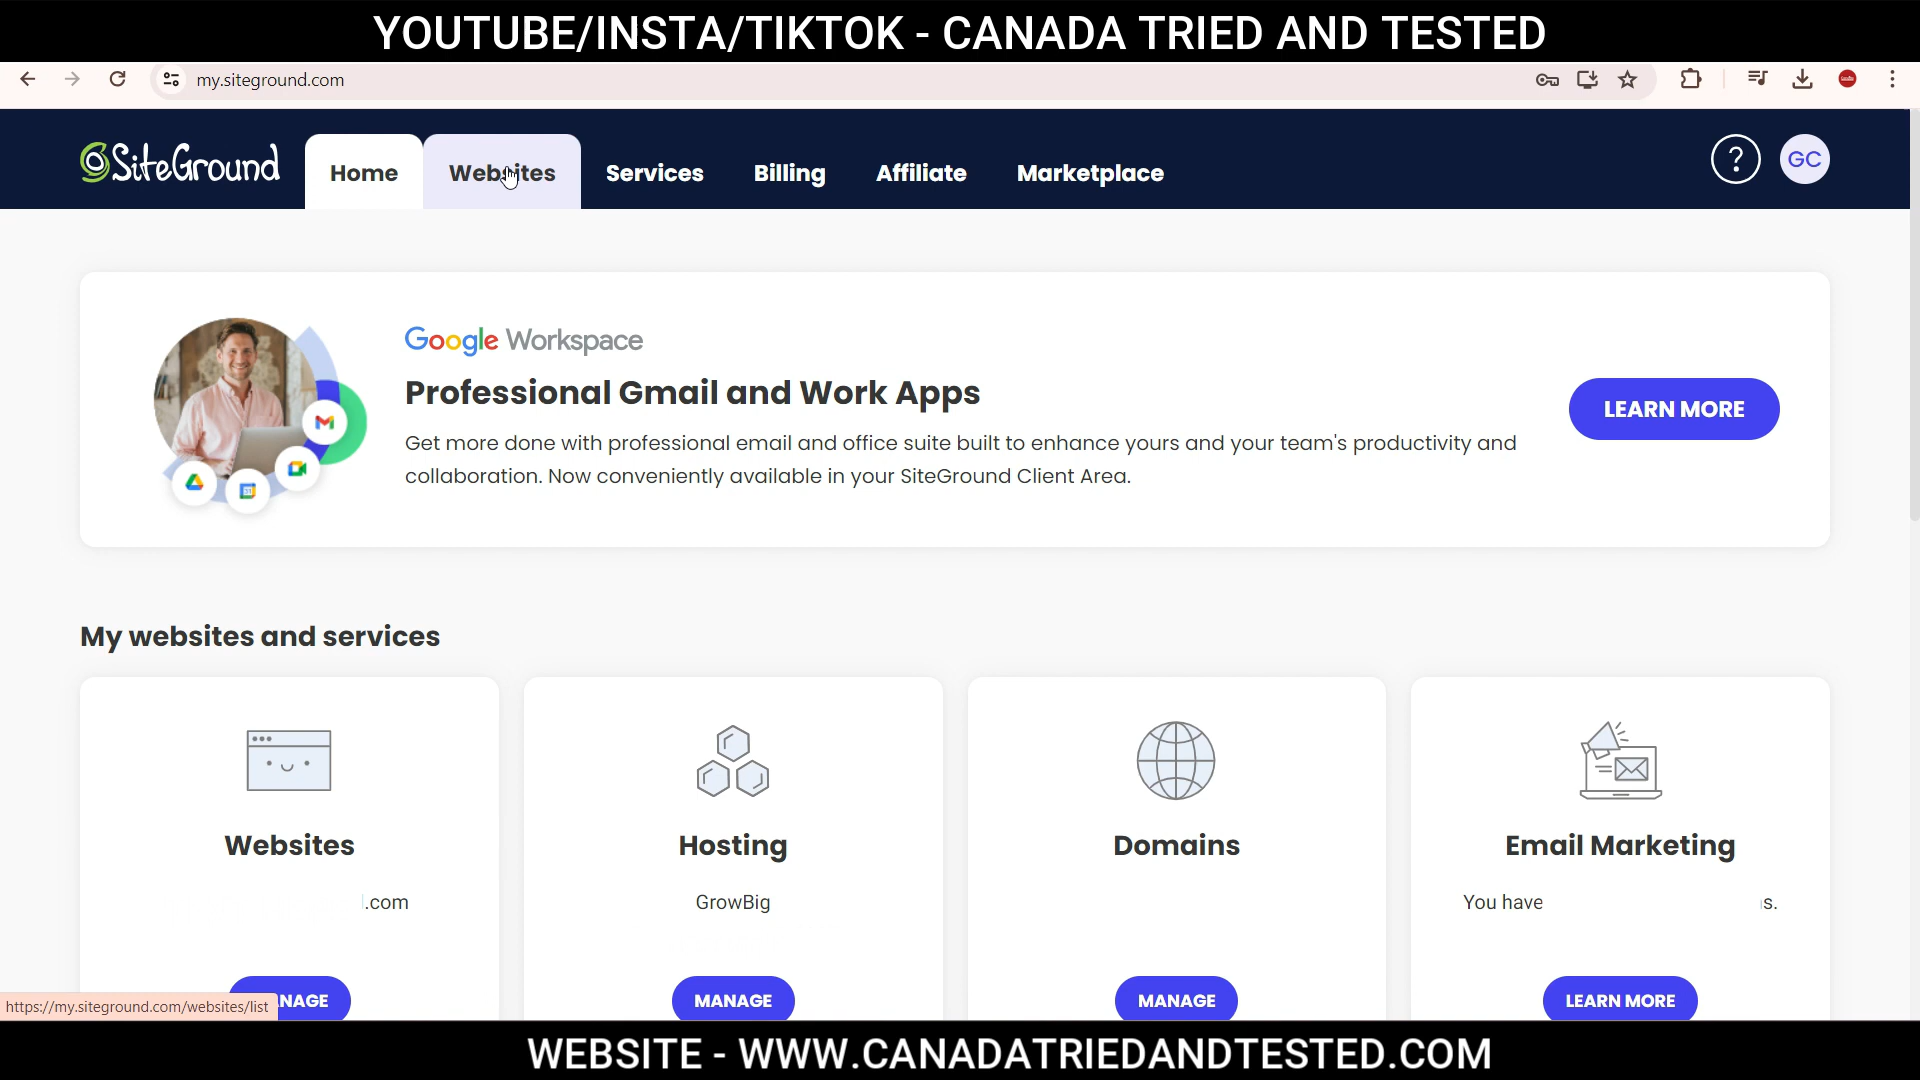 YOUTUBE/INSTA/TIKTOK - CANADA TRIED AND TESTED
my.siteground.com
SiteGround
Home
Websites
Services
Billing
Affiliate
Marketplace
?
GC
Google Workspace
Professional Gmail and Work Apps
Get more done with professional email and office suite built to enhance yours and your team's productivity and
collaboration. Now conveniently available in your SiteGround Client Area.
LEARN MORE
My websites and services
Websites
.com
Hosting
GrowBig
MANAGE
Domains
MANAGE
Email Marketing
You have s.
LEARN MORE
NAGE
https://my.siteground.com/websites/list
WEBSITE - WWW.CANADATRIEDANDTESTED.COM